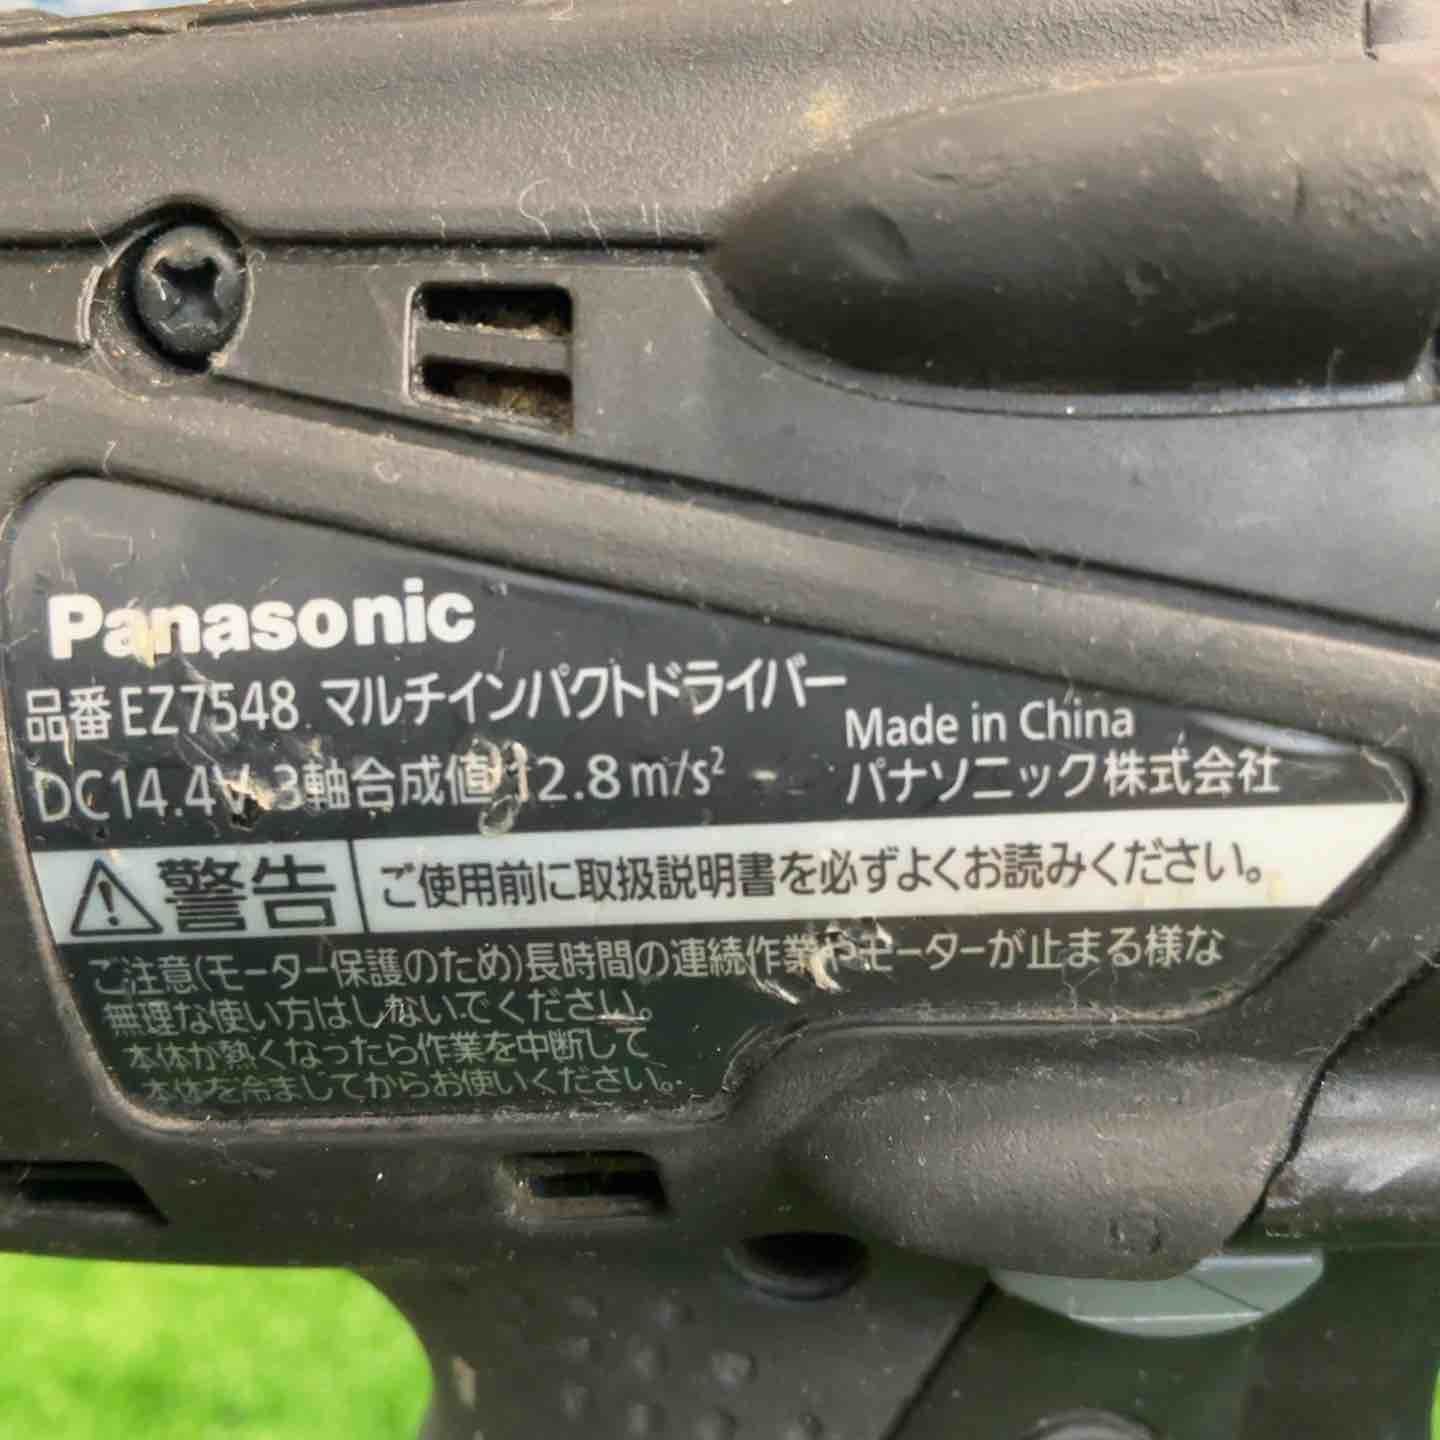 Panasonic
品番 EZ7548 マルチインパクトドライバー
DC14.4V 3軸合成値 12.8m/s²
Made in China
パナソニック株式会社
警告 ご使用前に取扱説明書を必ずよくお読みください。
ご注意(モーター保護のため)長時間の連続作業やモーターが止まる様な
無理な使い方はしないでください。
本体が熱くなったら作業を中断して
本体を冷ましてからお使いください。